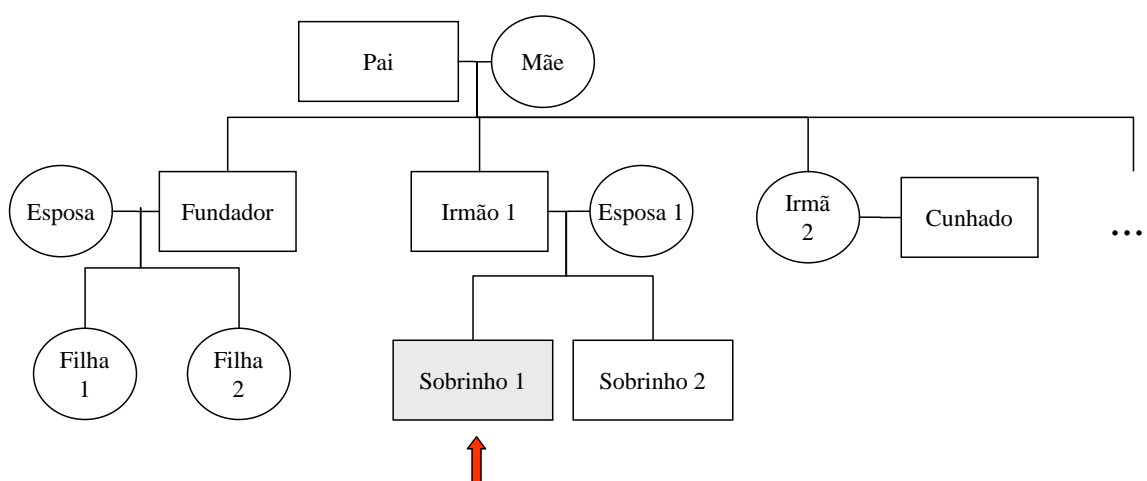 Pai
Mãe
Esposa
Fundador
Irmão 1
Esposa 1
Irmã
2
Cunhado
...
Filha
1
Filha
2
Sobrinho 1
Sobrinho 2